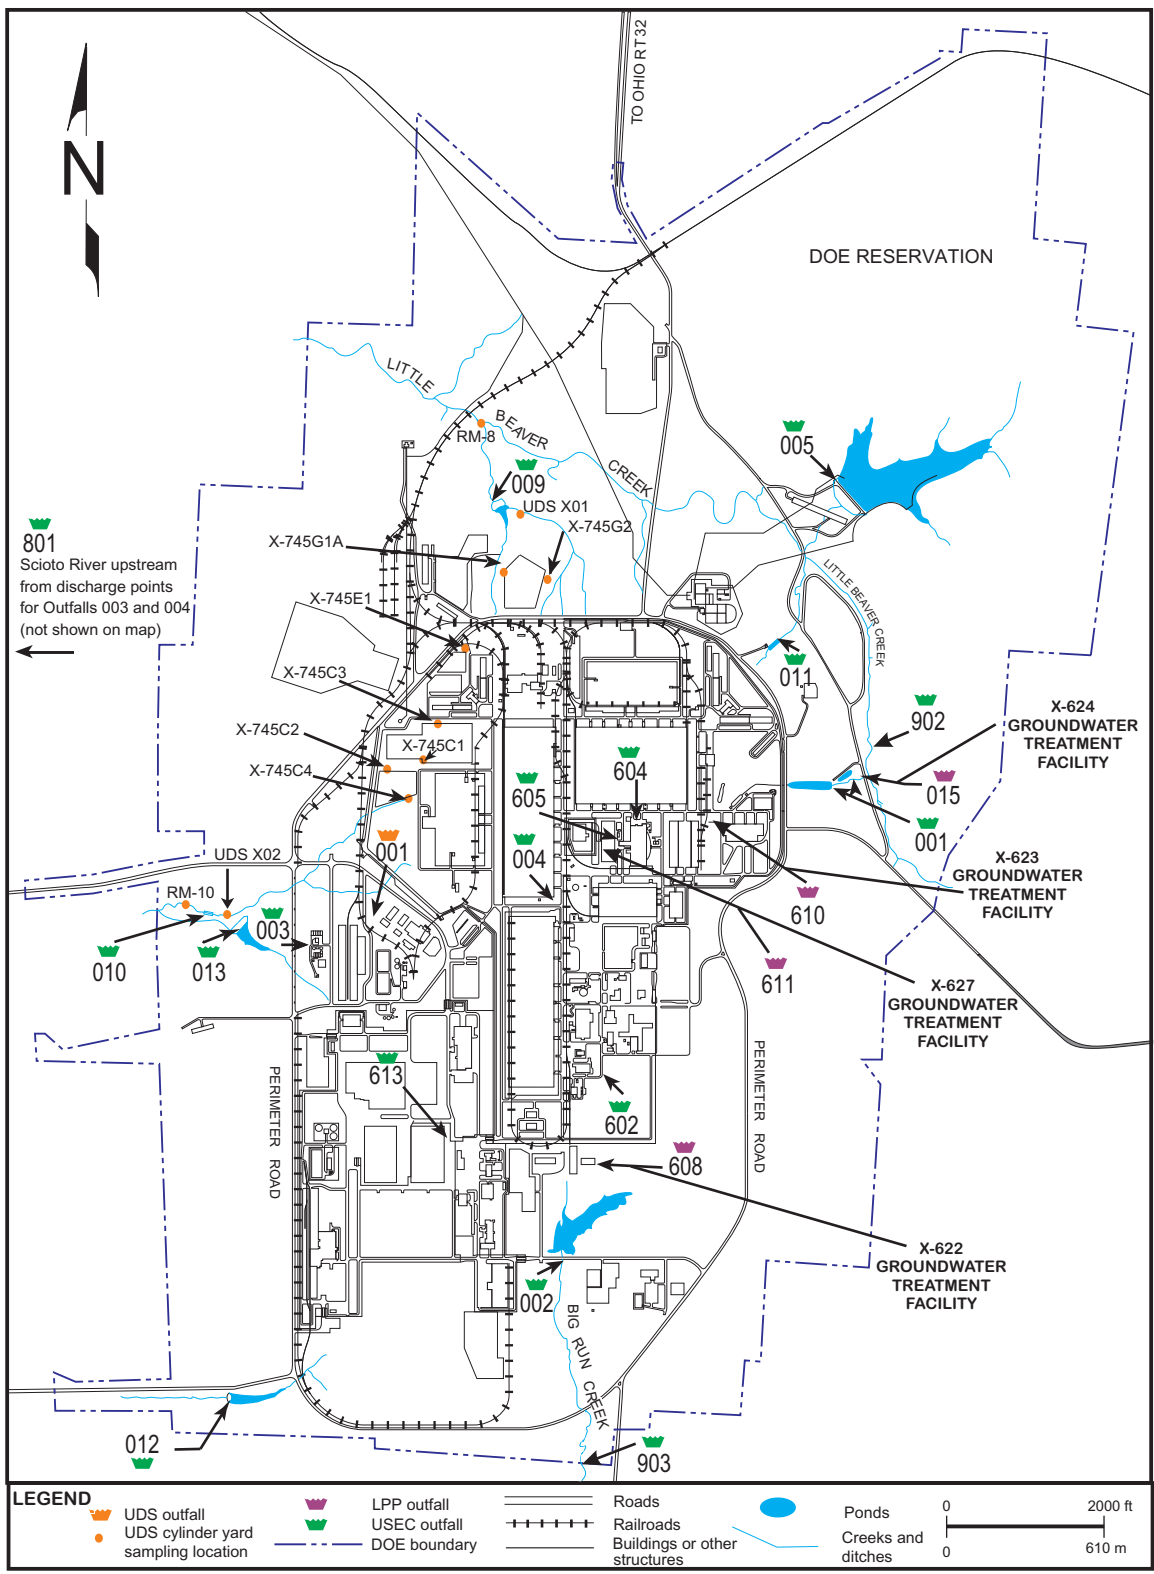 TO OHIO RT 32
N
DOE RESERVATION
LITTLE
BEAVER
CREEK
RM-8
005
009
UDS X01
X-745G2
X-745G1A
801
Scioto River upstream
from discharge points
for Outfalls 003 and 004
(not shown on map)
LITTLE BEAVER CREEK
X-745E1
011
X-745C3
902
X-624
GROUNDWATER
TREATMENT
FACILITY
X-745C2
X-745C1
604
X-745C4
605
015
001
001
004
UDS X02
X-623
GROUNDWATER
TREATMENT
FACILITY
RM-10
610
003
010
013
611
X-627
GROUNDWATER
TREATMENT
FACILITY
613
PERIMETER ROAD
PERIMETER ROAD
602
608
X-622
GROUNDWATER
TREATMENT
FACILITY
002
BIG RUN CREEK
012
903
LEGEND
UDS outfall
UDS cylinder yard
sampling location
LPP outfall
USEC outfall
DOE boundary
Roads
Railroads
Buildings or other
structures
Ponds
Creeks and
ditches
0 2000 ft
0 610 m